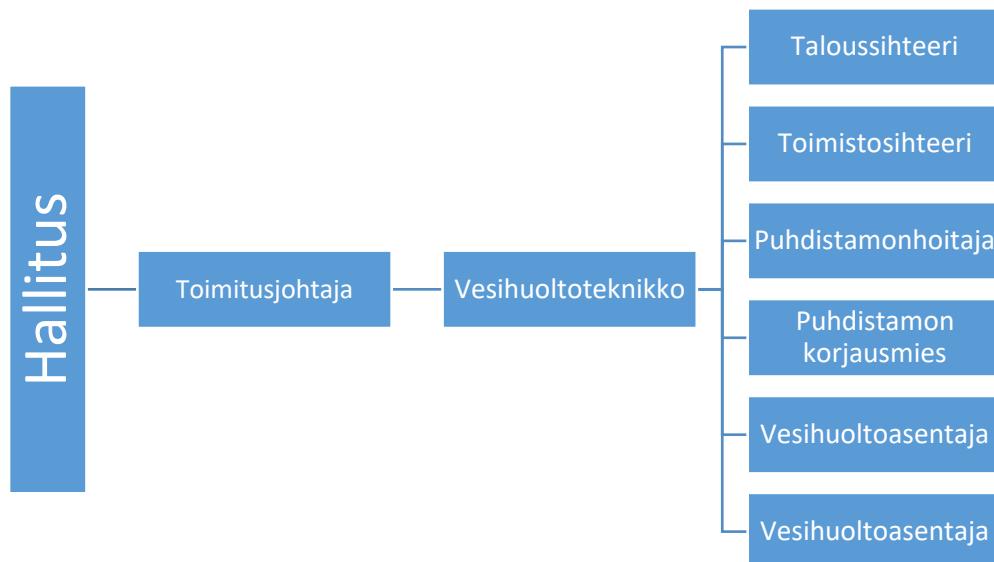 Hallitus
Toimitusjohtaja
Vesihuoltoteknikko
Taloussihteeri
Toimistosihteeri
Puhdistamonhoitaja
Puhdistamon
korjausmies
Vesihuoltoasentaja
Vesihuoltoasentaja